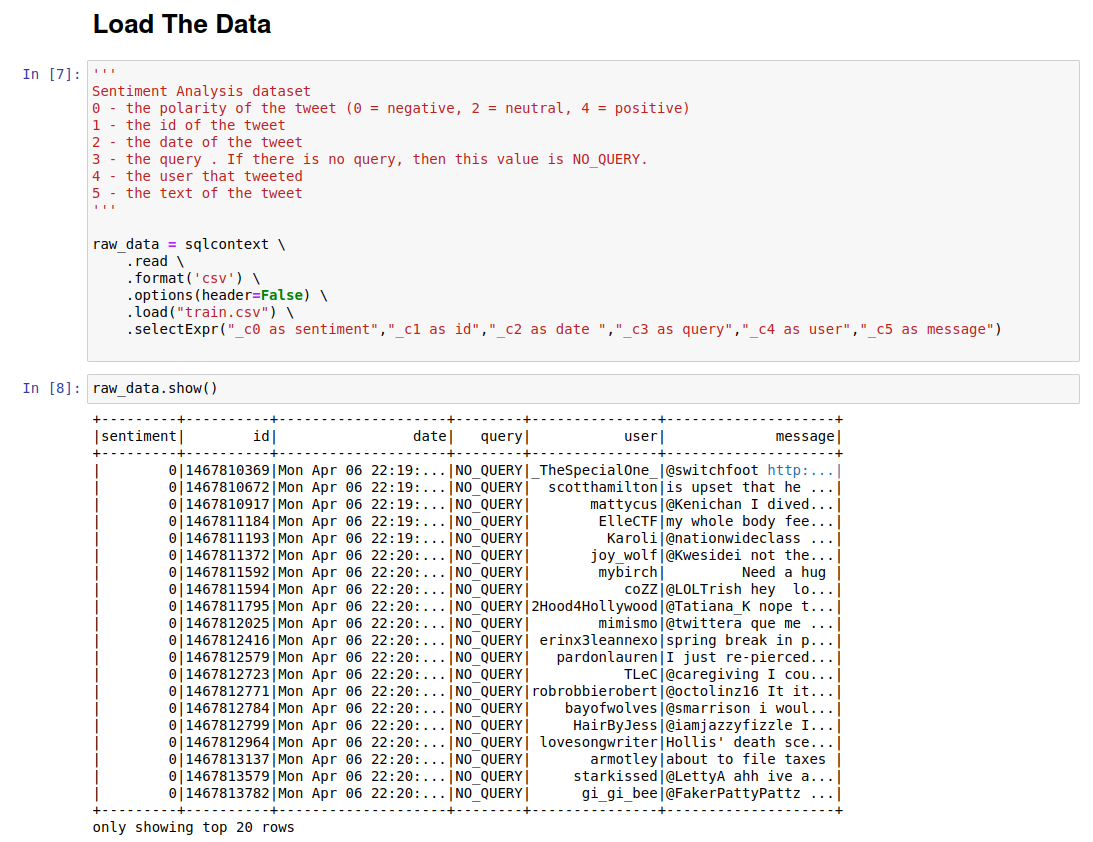 Load The Data
In [7]: '''
Sentiment Analysis dataset
0 - the polarity of the tweet (0 = negative, 2 = neutral, 4 = positive)
1 - the id of the tweet
2 - the date of the tweet
3 - the query . If there is no query, then this value is NO_QUERY.
4 - the user that tweeted
5 - the text of the tweet
'''
raw_data = sqlcontext \
    .read \
    .format('csv') \
    .options(header=False) \
    .load("train.csv") \
    .selectExpr("_c0 as sentiment","_c1 as id","_c2 as date ","_c3 as query","_c4 as user","_c5 as message")
In [8]: raw_data.show()
+---------+----------+--------------------+--------+---------------+--------------------+
|sentiment|        id|                date|   query|           user|             message|
+---------+----------+--------------------+--------+---------------+--------------------+
|        0|1467810369|Mon Apr 06 22:19:...|NO_QUERY|_TheSpecialOne_|@switchfoot http:...|
|        0|1467810672|Mon Apr 06 22:19:...|NO_QUERY|  scotthamilton|is upset that he ...|
|        0|1467810917|Mon Apr 06 22:19:...|NO_QUERY|       mattycus|@Kenichan I dived...|
|        0|1467811184|Mon Apr 06 22:19:...|NO_QUERY|        ElleCTF|my whole body fee...|
|        0|1467811193|Mon Apr 06 22:19:...|NO_QUERY|         Karoli|@nationwideclass ...|
|        0|1467811372|Mon Apr 06 22:20:...|NO_QUERY|       joy_wolf|@Kwesidei not the...|
|        0|1467811592|Mon Apr 06 22:20:...|NO_QUERY|        mybirch|         Need a hug |
|        0|1467811594|Mon Apr 06 22:20:...|NO_QUERY|           coZZ|@LOLTrish hey  lo...|
|        0|1467811795|Mon Apr 06 22:20:...|NO_QUERY|2Hood4Hollywood|@Tatiana_K nope t...|
|        0|1467812025|Mon Apr 06 22:20:...|NO_QUERY|        mimismo|@twittera que me ...|
|        0|1467812416|Mon Apr 06 22:20:...|NO_QUERY| erinx3leannexo|spring break in p...|
|        0|1467812579|Mon Apr 06 22:20:...|NO_QUERY|   pardonlauren|I just re-pierced...|
|        0|1467812723|Mon Apr 06 22:20:...|NO_QUERY|           TLeC|@caregiving I cou...|
|        0|1467812771|Mon Apr 06 22:20:...|NO_QUERY|robrobbierobert|@octolinz16 It it...|
|        0|1467812784|Mon Apr 06 22:20:...|NO_QUERY|    bayofwolves|@smarrison i woul...|
|        0|1467812799|Mon Apr 06 22:20:...|NO_QUERY|     HairByJess|@iamjazzyfizzle I...|
|        0|1467812964|Mon Apr 06 22:20:...|NO_QUERY| lovesongwriter|Hollis' death sce...|
|        0|1467813137|Mon Apr 06 22:20:...|NO_QUERY|       armotley|about to file taxes |
|        0|1467813579|Mon Apr 06 22:20:...|NO_QUERY|     starkissed|@LettyA ahh ive a...|
|        0|1467813782|Mon Apr 06 22:20:...|NO_QUERY|      gi_gi_bee|@FakerPattyPattz ...|
+---------+----------+--------------------+--------+---------------+--------------------+
only showing top 20 rows